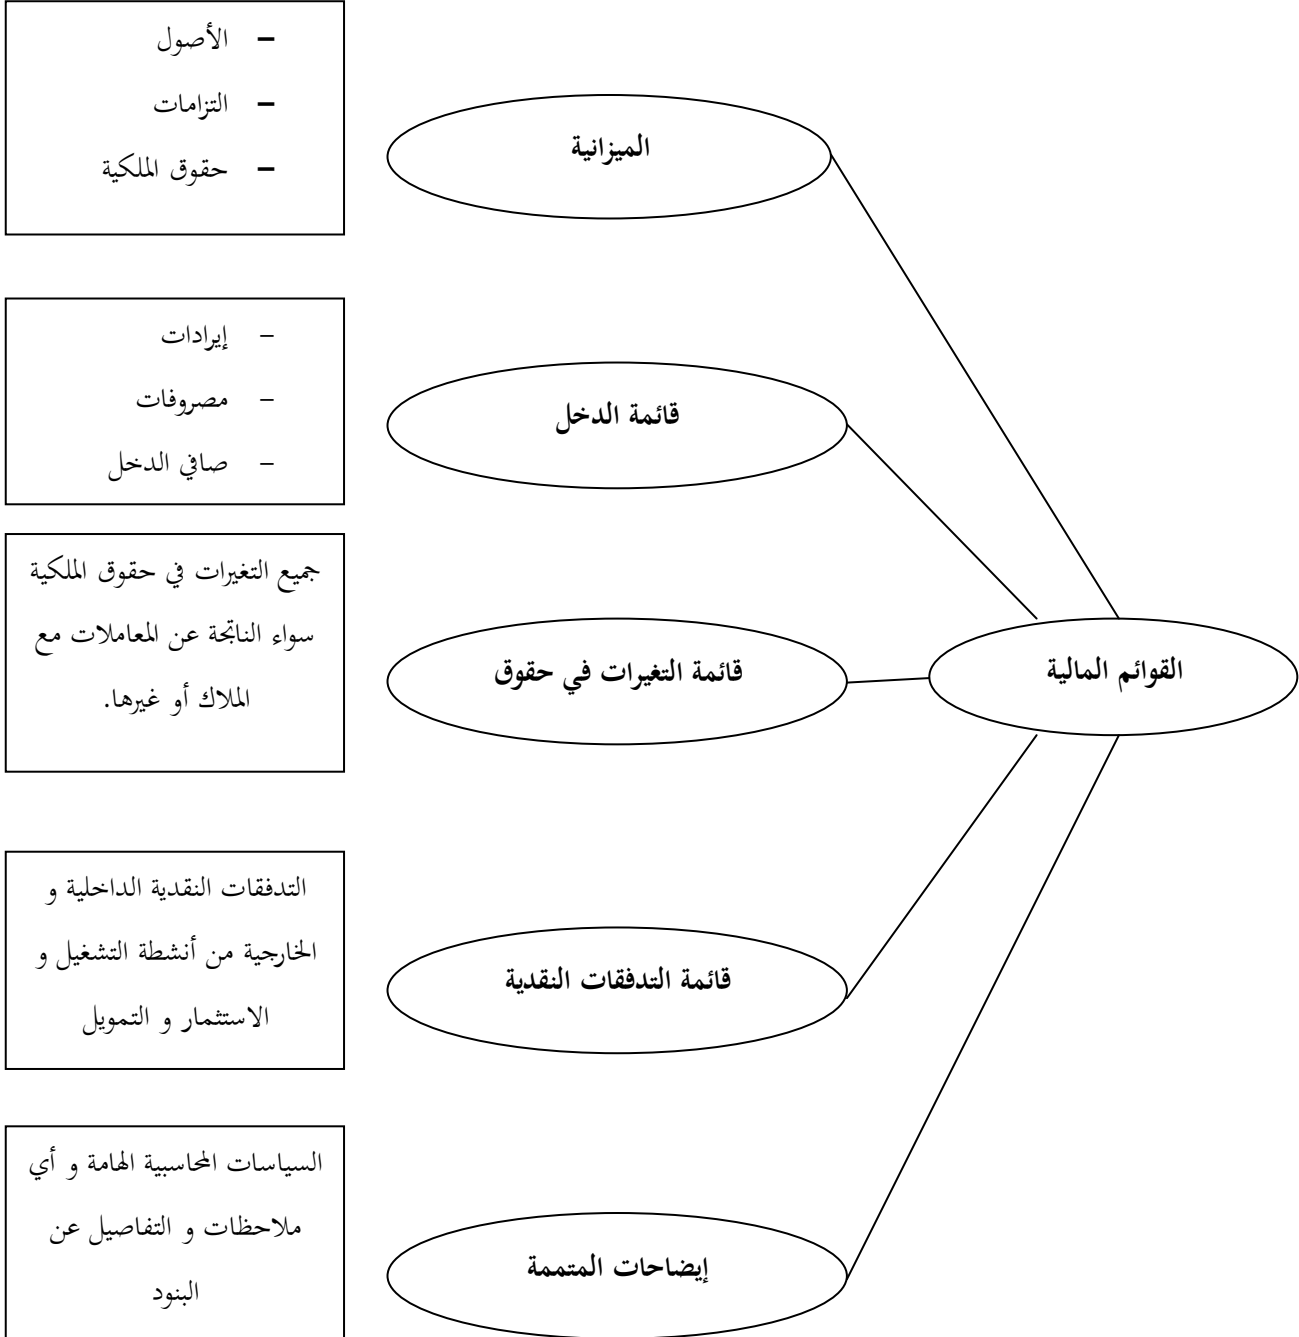 القوائم المالية
الميزانية
– الأصول
– التزامات
– حقوق الملكية
قائمة الدخل
– إيرادات
– مصروفات
– صافي الدخل
قائمة التغيرات في حقوق
جميع التغيرات في حقوق الملكية
سواء الناتجة عن المعاملات مع
الملاك أو غيرها.
قائمة التدفقات النقدية
التدفقات النقدية الداخلية و
الخارجية من أنشطة التشغيل و
الاستثمار و التمويل
إيضاحات المتممة
السياسات المحاسبية الهامة و أي
ملاحظات و التفاصيل عن
البنود